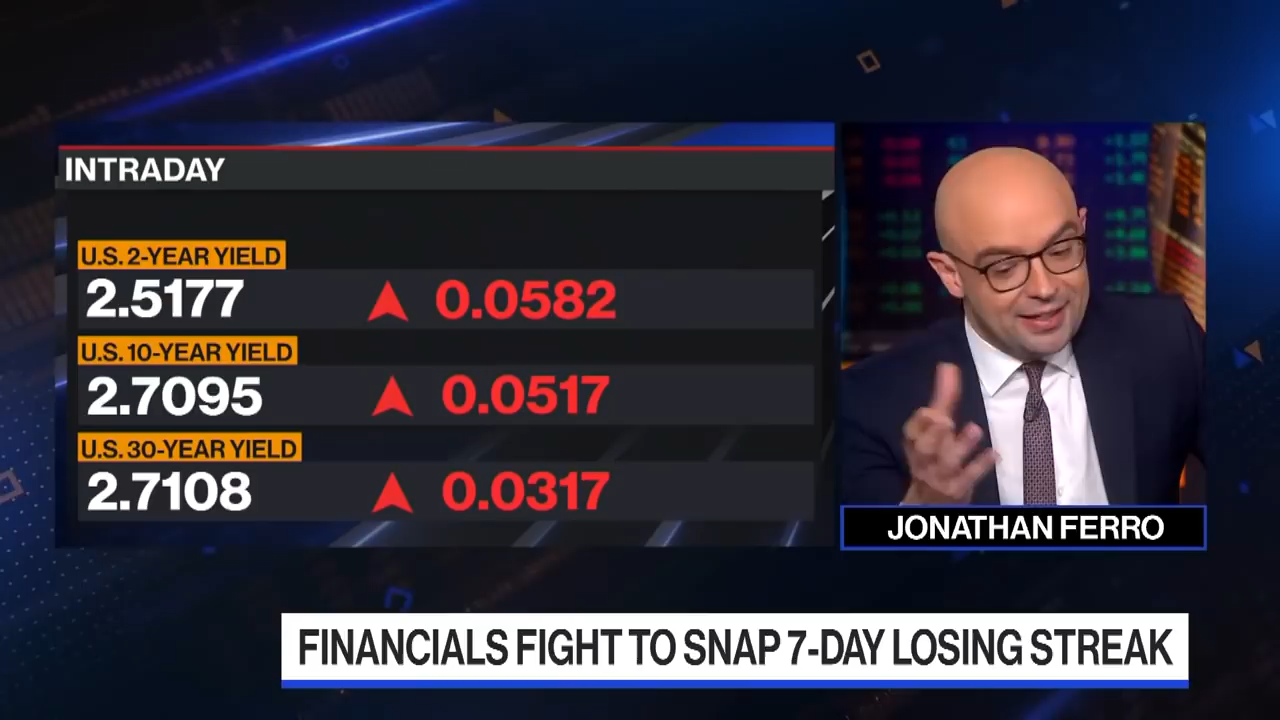 INTRADAY
U.S. 2-YEAR YIELD
2.5177 0.0582
U.S. 10-YEAR YIELD
2.7095 0.0517
U.S. 30-YEAR YIELD
2.7108 0.0317
JONATHAN FERRO
FINANCIALS FIGHT TO SNAP 7-DAY LOSING STREAK